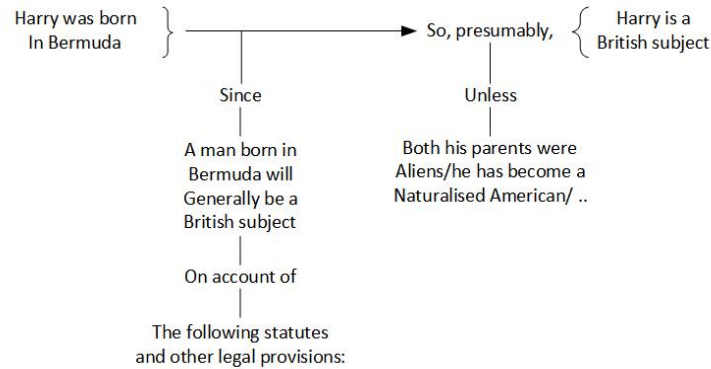 Harry was born
In Bermuda
So, presumably,
Harry is a
British subject
Since
Unless
A man born in
Bermuda will
Generally be a
British subject
Both his parents were
Aliens/he has become a
Naturalised American/ ..
On account of
The following statutes
and other legal provisions: